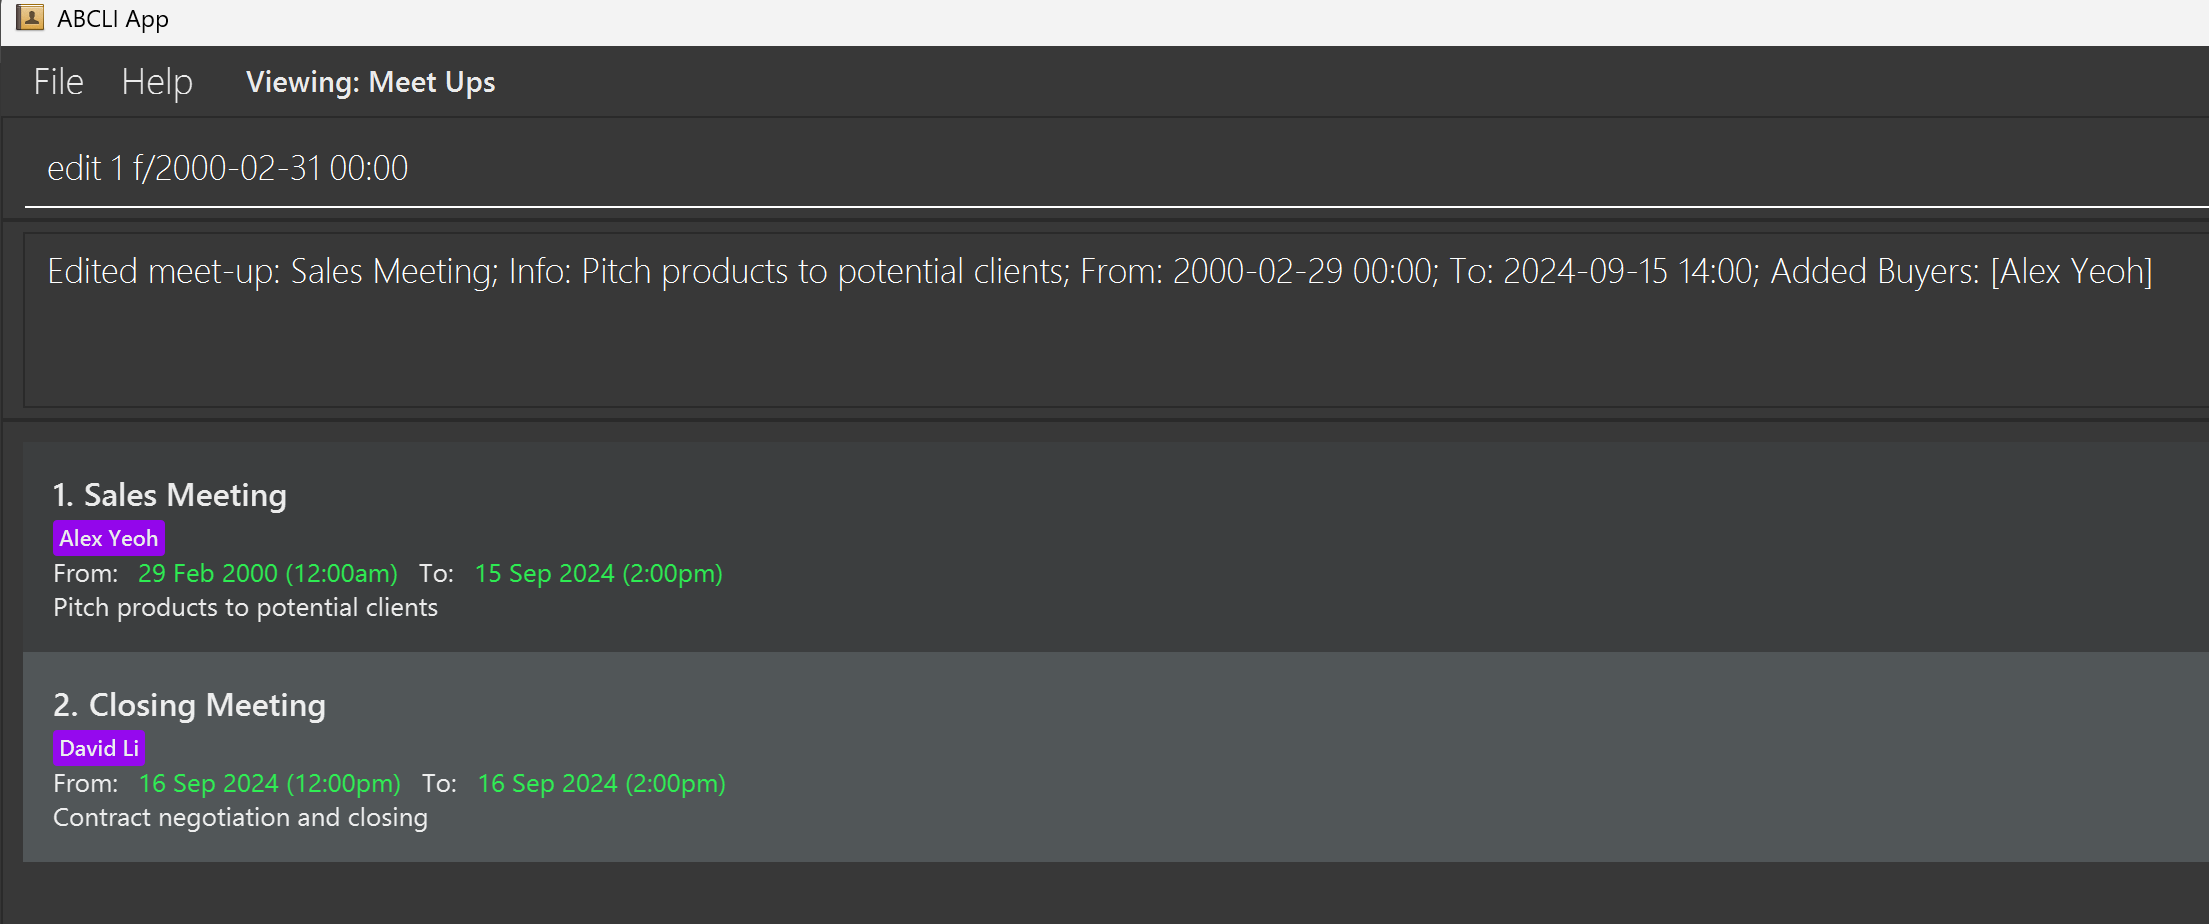 ABCLI App
File Help Viewing: Meet Ups
edit 1 f/2000-02-31 00:00
Edited meet-up: Sales Meeting; Info: Pitch products to potential clients; From: 2000-02-29 00:00; To: 2024-09-15 14:00; Added Buyers: [Alex Yeoh]
1. Sales Meeting
Alex Yeoh
From: 29 Feb 2000 (12:00am) To: 15 Sep 2024 (2:00pm)
Pitch products to potential clients
2. Closing Meeting
David Li
From: 16 Sep 2024 (12:00pm) To: 16 Sep 2024 (2:00pm)
Contract negotiation and closing